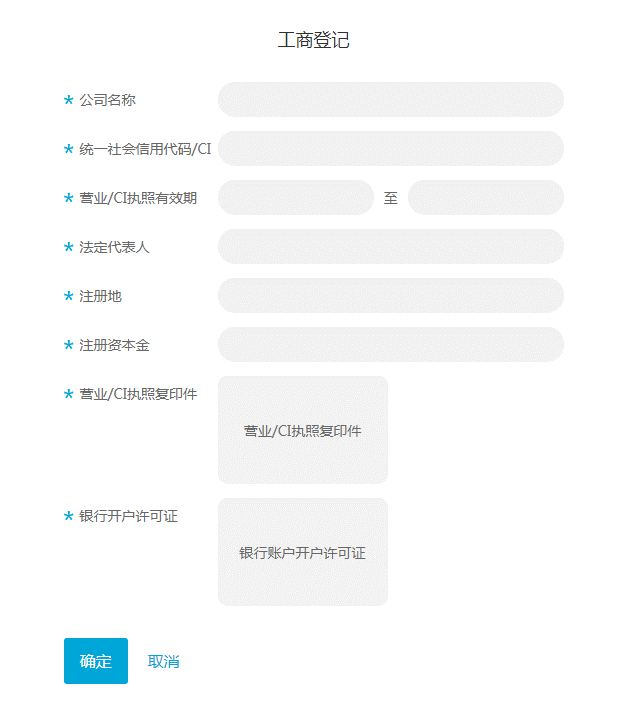 工商登记
* 公司名称
* 统一社会信用代码/CI
* 营业/CI执照有效期 至
* 法定代表人
* 注册地
* 注册资本金
* 营业/CI执照复印件
营业/CI执照复印件
* 银行开户许可证
银行账户开户许可证
确定 取消